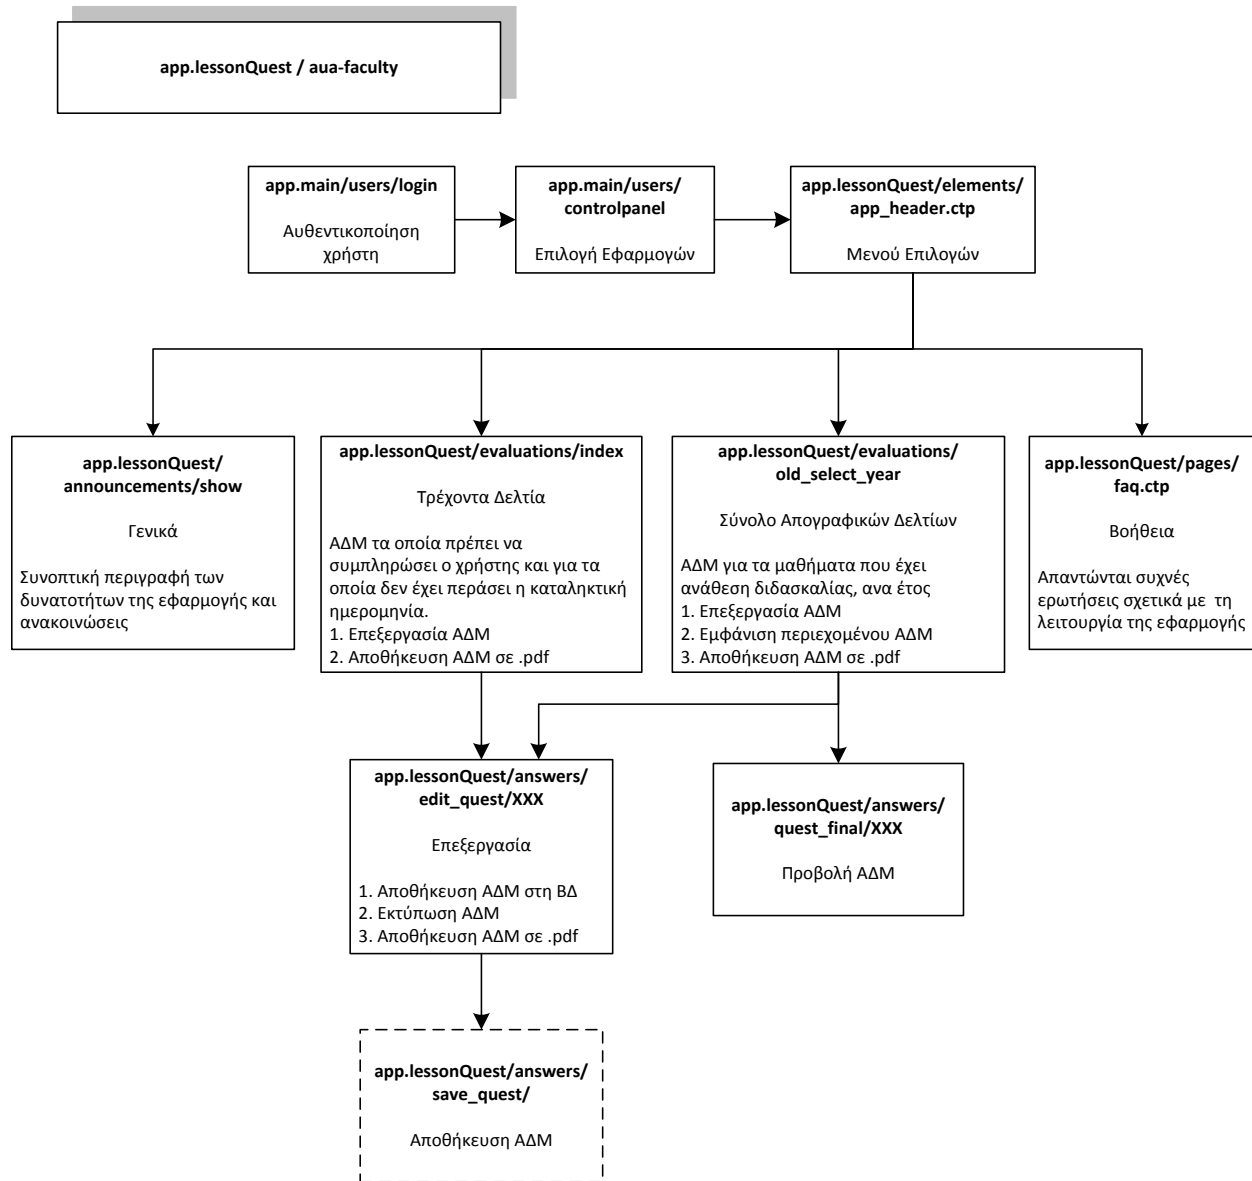 app.lessonQuest / aua-faculty
app.main/users/login
Αυθεντικοποίηση
χρήστη
app.main/users/
controlpanel
Επιλογή Εφαρμογών
app.lessonQuest/elements/
app_header.ctp
Μενού Επιλογών
app.lessonQuest/
announcements/show
Γενικά
Συνοπτική περιγραφή των
δυνατοτήτων της εφαρμογής και
ανακοινώσεις
app.lessonQuest/evaluations/index
Τρέχοντα Δελτία
ΑΔΜ τα οποία πρέπει να
συμπληρώσει ο χρήστης και για τα
οποία δεν έχει περάσει η καταληκτική
ημερομηνία.
1. Επεξεργασία ΑΔΜ
2. Αποθήκευση ΑΔΜ σε .pdf
app.lessonQuest/evaluations/
old_select_year
Σύνολο Απογραφικών Δελτίων
ΑΔΜ για τα μαθήματα που έχει
ανάθεση διδασκαλίας, ανα έτος
1. Επεξεργασία ΑΔΜ
2. Εμφάνιση περιεχομένου ΑΔΜ
3. Αποθήκευση ΑΔΜ σε .pdf
app.lessonQuest/pages/
faq.ctp
Βοήθεια
Απαντώνται συχνές
ερωτήσεις σχετικά με τη
λειτουργία της εφαρμογής
app.lessonQuest/answers/
edit_quest/XXX
Επεξεργασία
1. Αποθήκευση ΑΔΜ στη ΒΔ
2. Εκτύπωση ΑΔΜ
3. Αποθήκευση ΑΔΜ σε .pdf
app.lessonQuest/answers/
quest_final/XXX
Προβολή ΑΔΜ
app.lessonQuest/answers/
save_quest/
Αποθήκευση ΑΔΜ